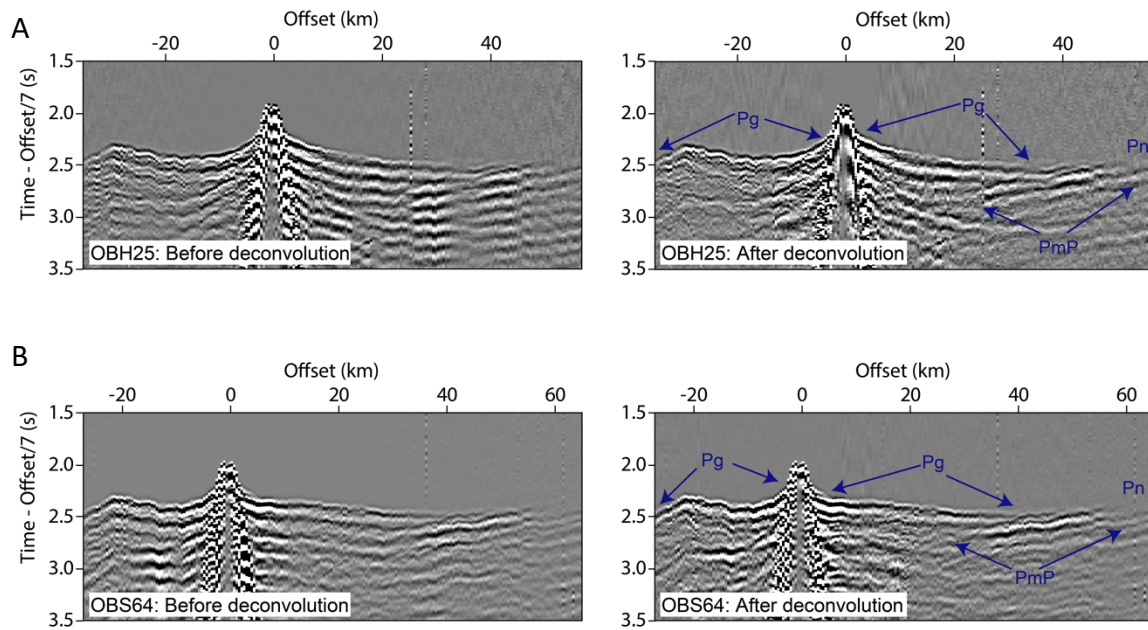 A
Offset (km)
-20 0 20 40
1.5
2.0
2.5
3.0
3.5
Time - Offset/7 (s)
OBH25: Before deconvolution
Offset (km)
-20 0 20 40
1.5
2.0
2.5
3.0
3.5
Pg
Pg
Pn
PmP
OBH25: After deconvolution
B
Offset (km)
-20 0 20 40 60
1.5
2.0
2.5
3.0
3.5
Time - Offset/7 (s)
OBS64: Before deconvolution
Offset (km)
-20 0 20 40 60
1.5
2.0
2.5
3.0
3.5
Pg
Pg
Pn
PmP
OBS64: After deconvolution